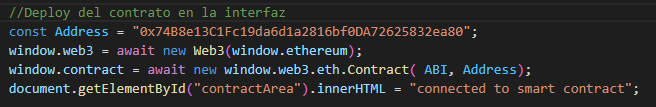 //Deploy del contrato en la interfaz
const Address = "0x74B8e13C1Fc19da6d1a2816bf0DA72625832ea80";
window.web3 = await new Web3(window.ethereum);
window.contract = await new window.web3.eth.Contract( ABI, Address);
document.getElementById("contractArea").innerHTML = "connected to smart contract";